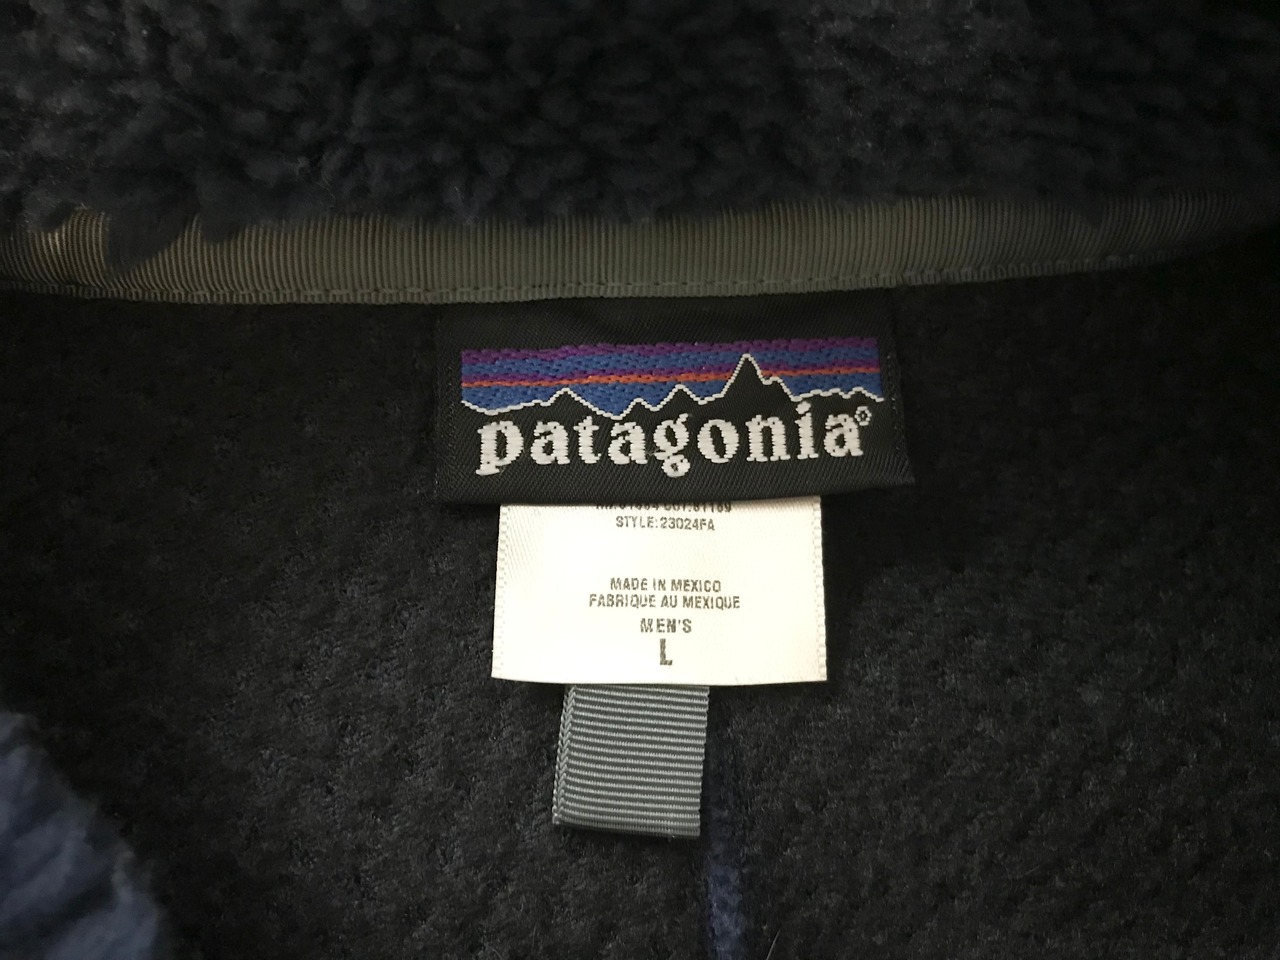 patagonia®
STYLE:23024FA
MADE IN MEXICO
FABRIQUE AU MEXIQUE
MEN'S
L